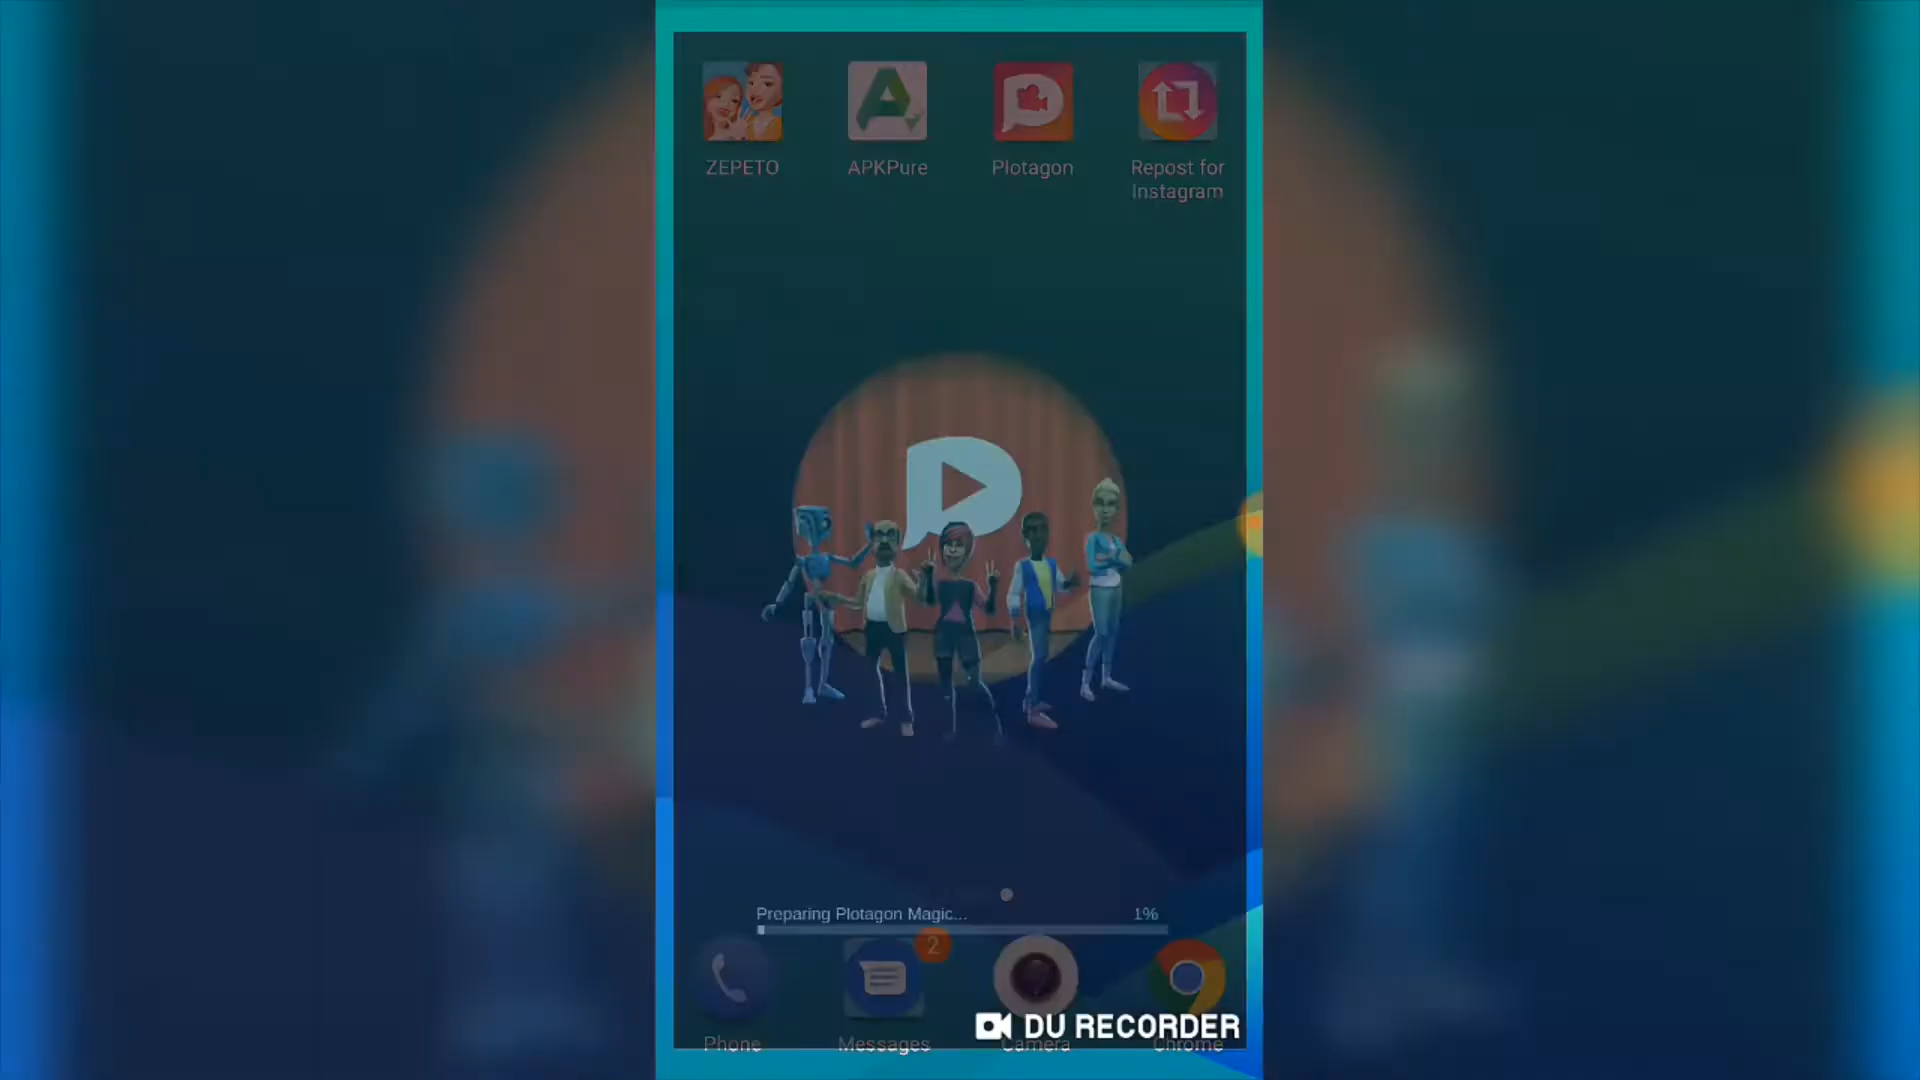 ZEPETO
APKPure
Plotagon
Repost for
Instagram
Preparing Plotagon Magic...
1%
2
DU RECORDER
Phone
Messages
Camera
Chrome